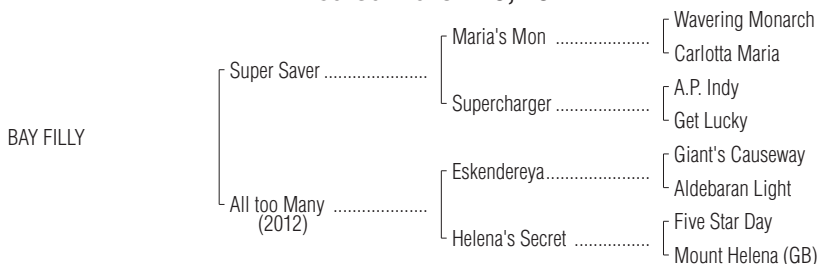 Wavering Monarch
Maria's Mon ....................
Carlotta Maria
Super Saver ......................
A.P. Indy
Supercharger ....................
Get Lucky
BAY FILLY
Giant's Causeway
Eskendereya......................
Aldebaran Light
All too Many ....................
(2012)
Five Star Day
Helena's Secret ................
Mount Helena (GB)